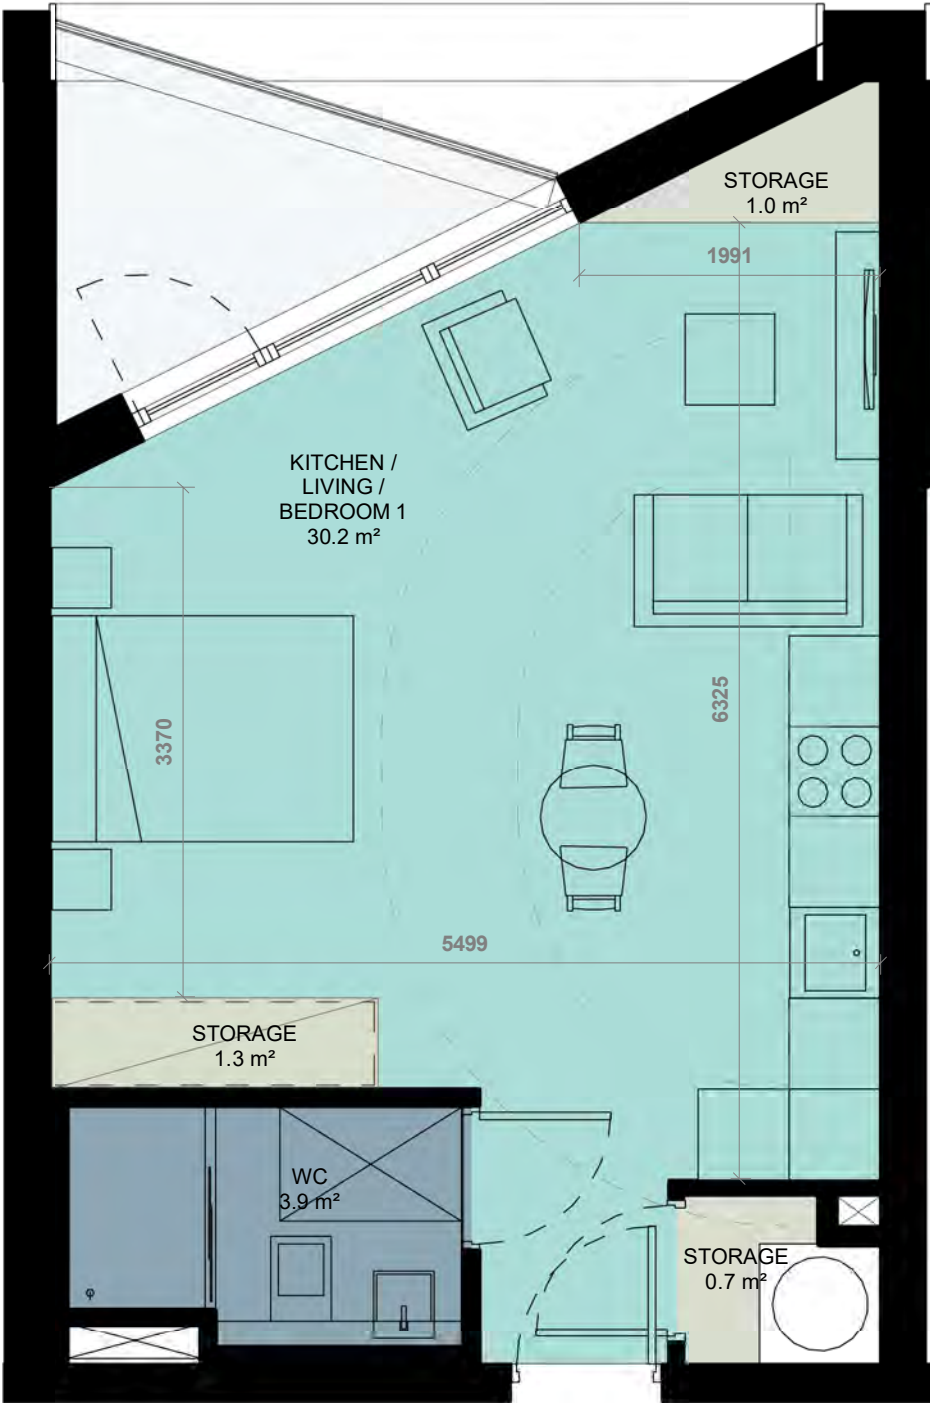 STORAGE
1.0 m²
1991
KITCHEN /
LIVING /
BEDROOM 1
30.2 m²
6325
3370
5499
STORAGE
1.3 m²
WC
3.9 m²
STORAGE
0.7 m²